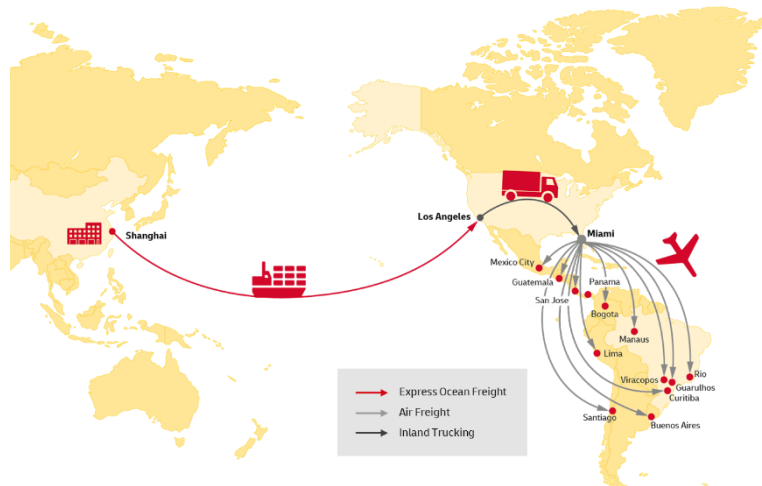 Shanghai
Los Angeles
Miami
Mexico City
Guatemala
San Jose
Panama
Bogota
Manaus
Lima
Viracopos
Rio
Guarulhos
Curitiba
Santiago
Buenos Aires
Express Ocean Freight
Air Freight
Inland Trucking